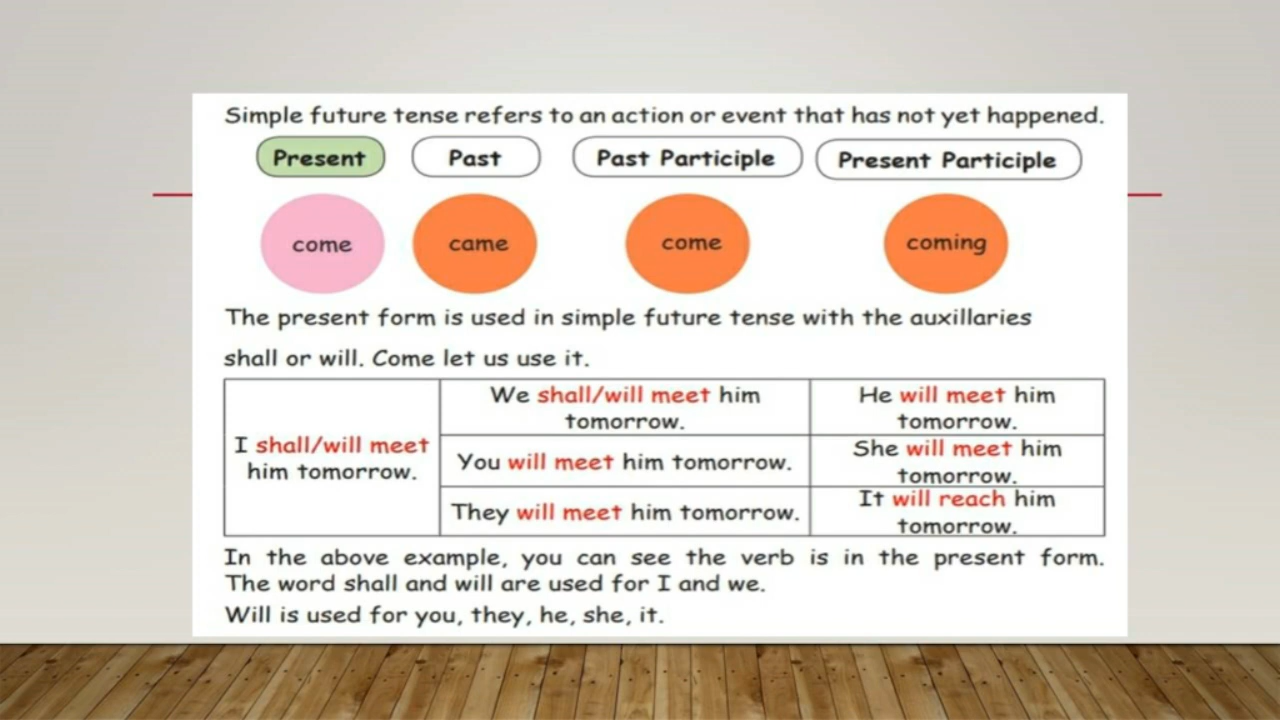 Simple future tense refers to an action or event that has not yet happened.
Present Past Past Participle Present Participle
come came come coming
The present form is used in simple future tense with the auxillaries
shall or will. Come let us use it.
I shall/will meet
him tomorrow.
We shall/will meet him
tomorrow.
He will meet him
tomorrow.
You will meet him tomorrow.
She will meet him
tomorrow.
They will meet him tomorrow.
It will reach him
tomorrow.
In the above example, you can see the verb is in the present form.
The word shall and will are used for I and we.
Will is used for you, they, he, she, it.